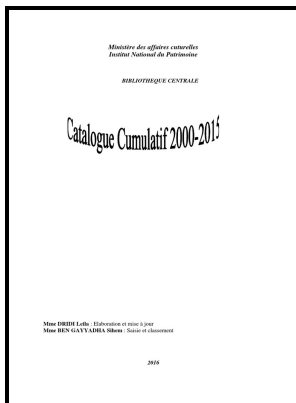 Ministère des affaires cuturelles
Institut National du Patrimoine
BIBLIOTHEQUE CENTRALE
Catalogue Cumulatif 2000-2015
Mme DRIDI Leila : Elaboration et mise à jour
Mme BEN GAYYADHA Sihem : Saisie et classement
2016